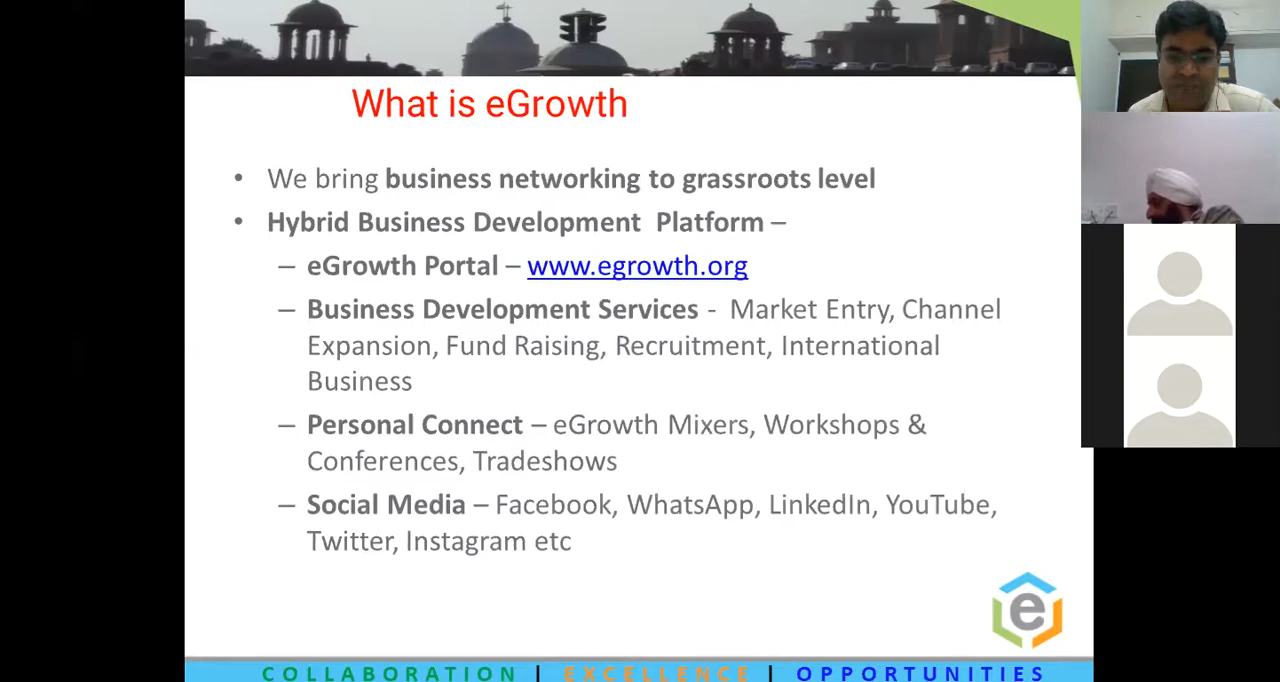 What is eGrowth
• We bring business networking to grassroots level
• Hybrid Business Development Platform –
– eGrowth Portal – www.egrowth.org
– Business Development Services - Market Entry, Channel
Expansion, Fund Raising, Recruitment, International
Business
– Personal Connect – eGrowth Mixers, Workshops &
Conferences, Tradeshows
– Social Media – Facebook, WhatsApp, LinkedIn, YouTube,
Twitter, Instagram etc
e
COLLABORATION | EXCELLENCE | OPPORTUNITIES